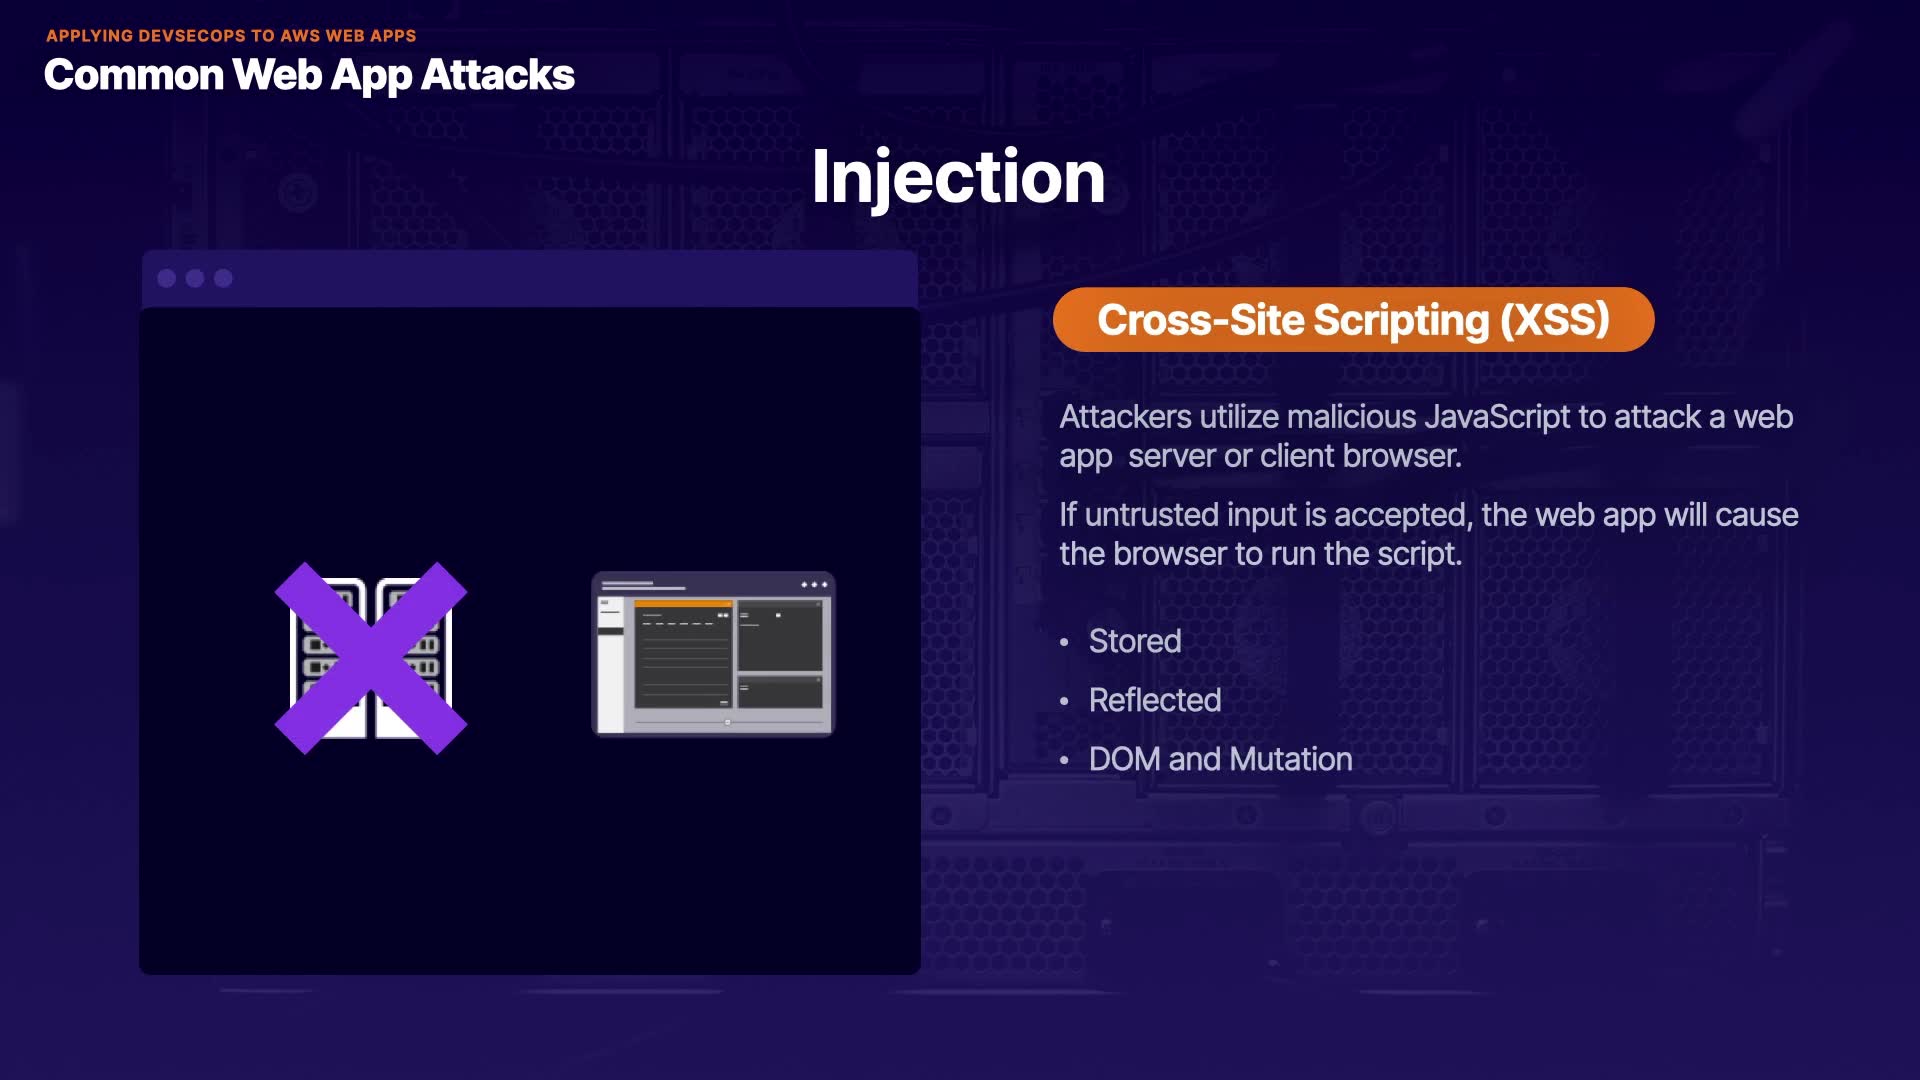 APPLYING DEVSECOPS TO AWS WEB APPS
Common Web App Attacks
Injection
Cross-Site Scripting (XSS)
Attackers utilize malicious JavaScript to attack a web
app  server or client browser.
If untrusted input is accepted, the web app will cause
the browser to run the script.
• Stored
• Reflected
• DOM and Mutation